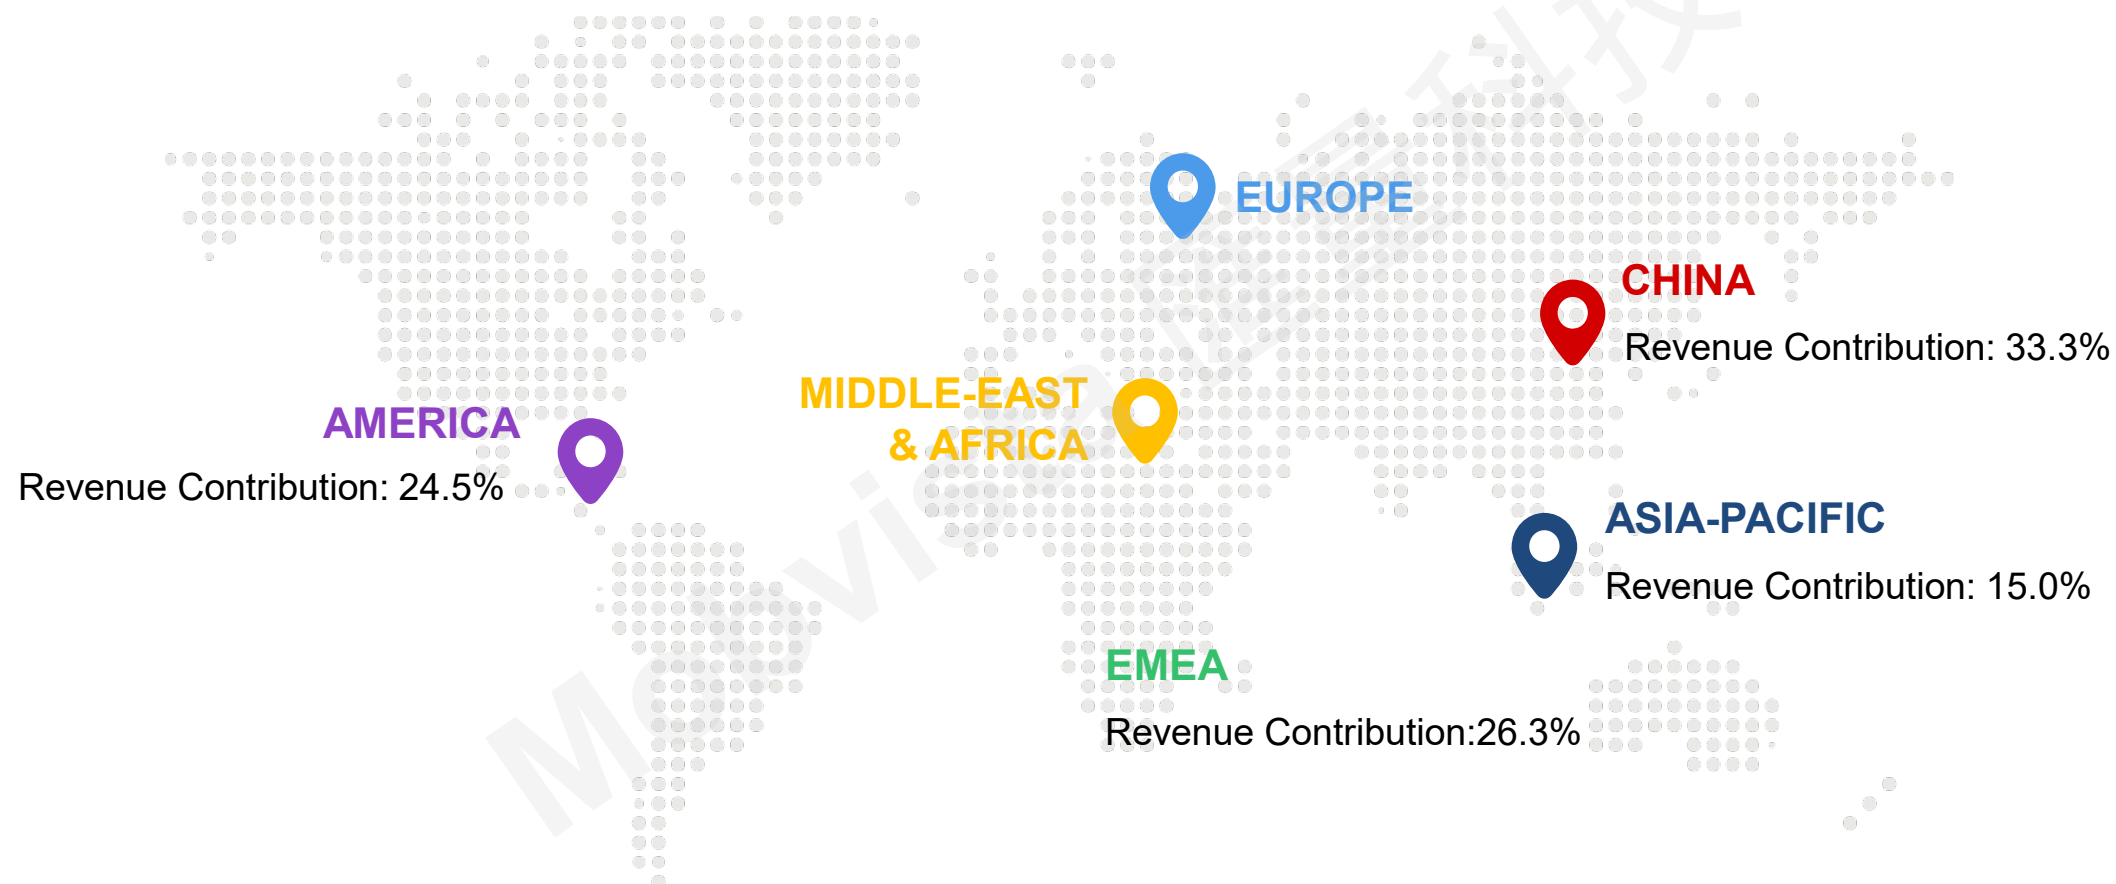 EUROPE
CHINA
Revenue Contribution: 33.3%
MIDDLE-EAST
& AFRICA
AMERICA
Revenue Contribution: 24.5%
ASIA-PACIFIC
Revenue Contribution: 15.0%
EMEA
Revenue Contribution:26.3%